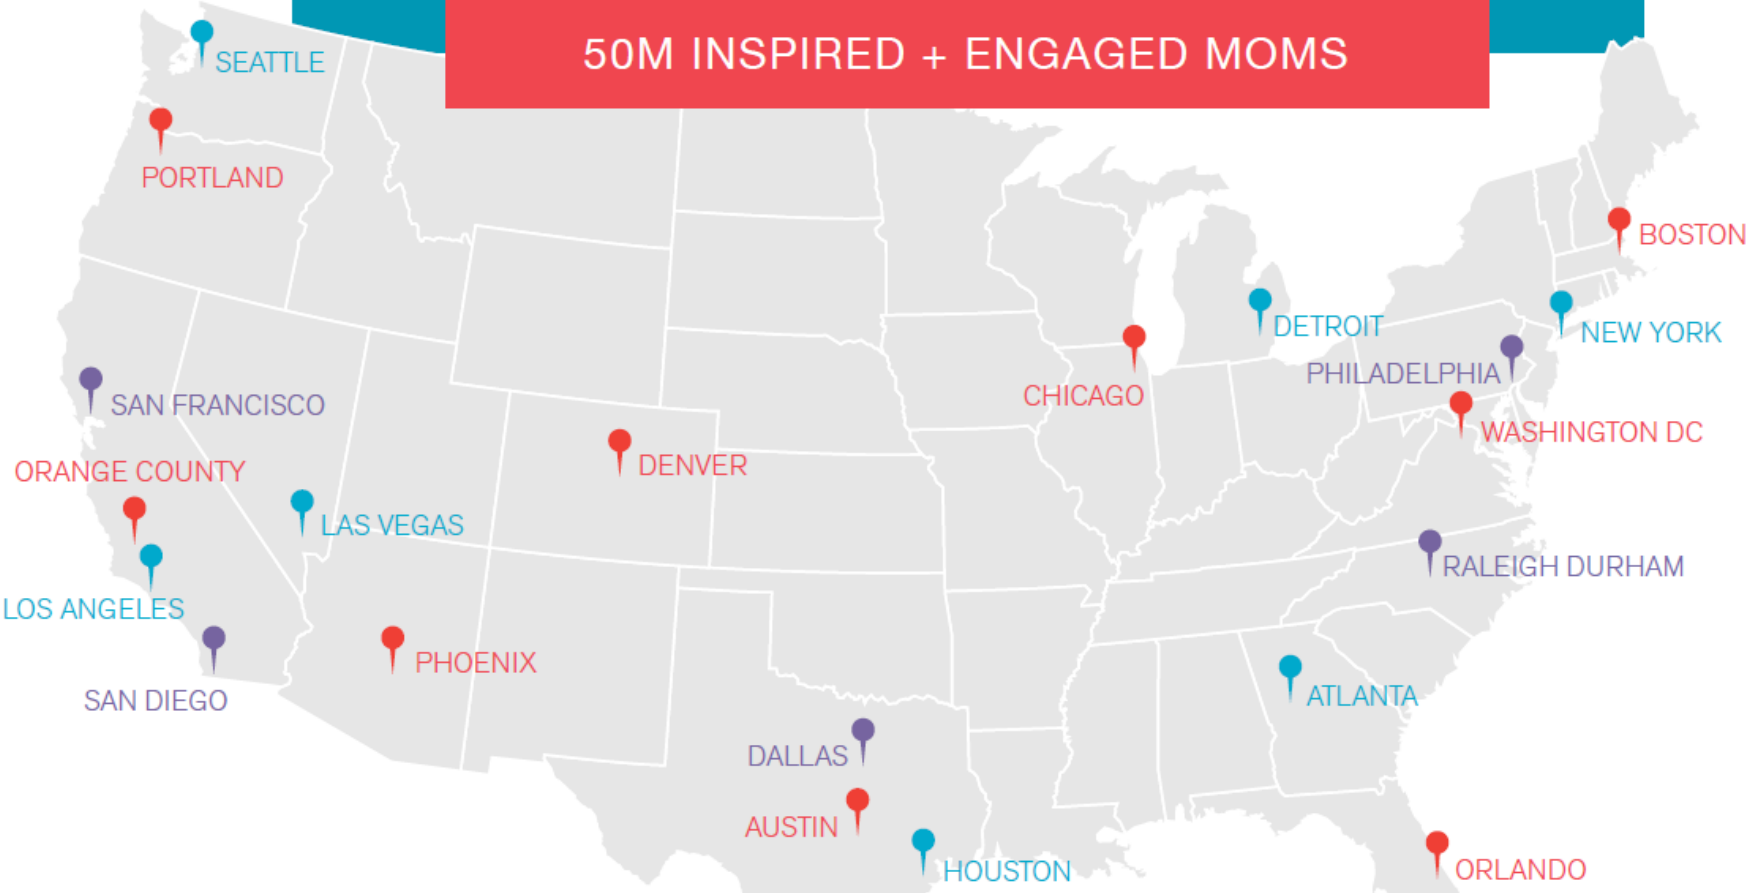 50M INSPIRED + ENGAGED MOMS
SEATTLE
PORTLAND
BOSTON
DETROIT
NEW YORK
PHILADELPHIA
CHICAGO
SAN FRANCISCO
WASHINGTON DC
DENVER
ORANGE COUNTY
LAS VEGAS
RALEIGH DURHAM
LOS ANGELES
PHOENIX
SAN DIEGO
ATLANTA
DALLAS
AUSTIN
HOUSTON
ORLANDO